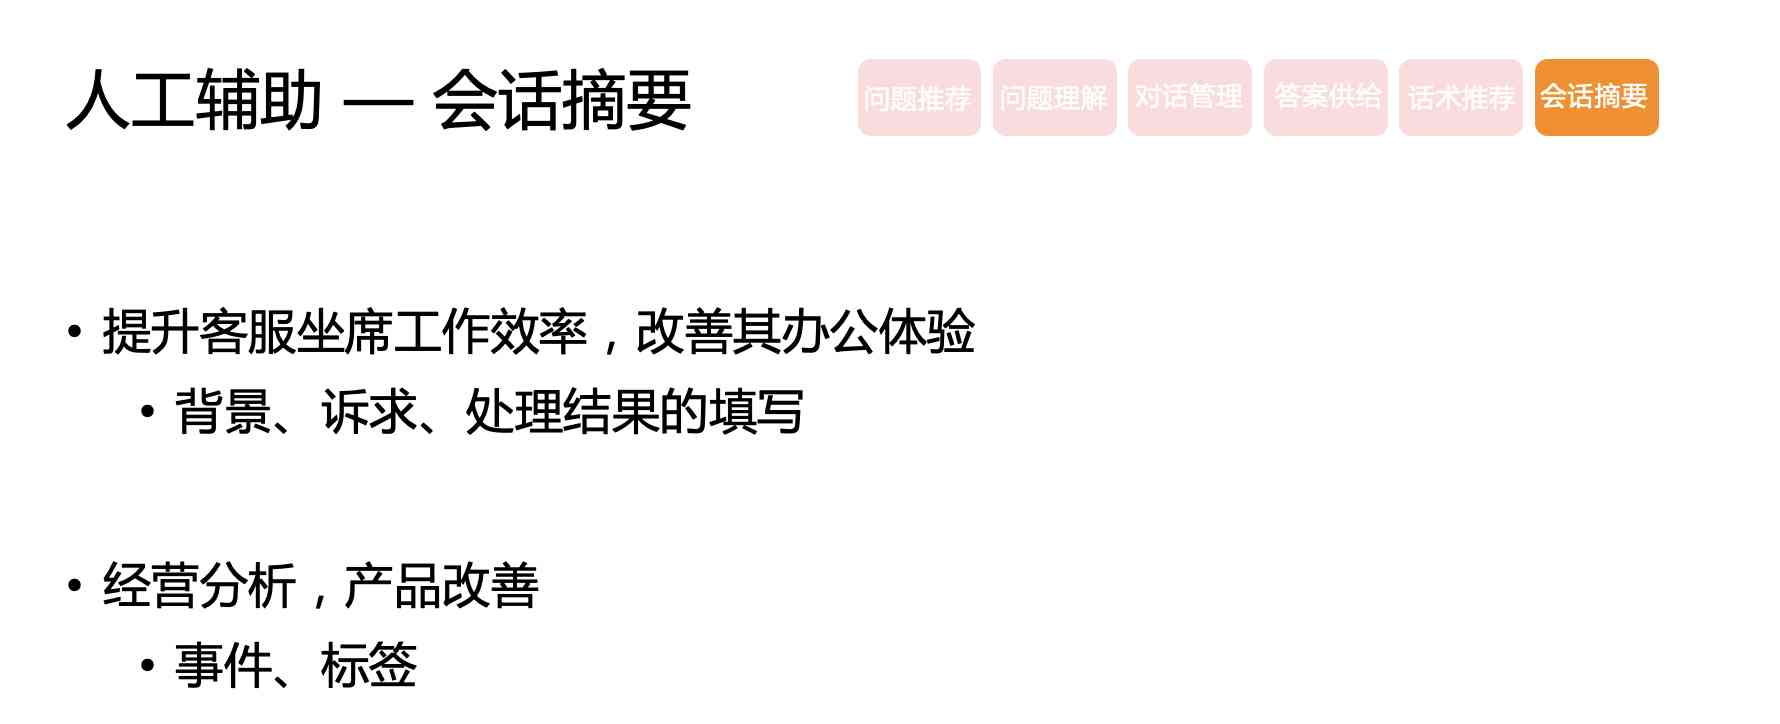 人工辅助 — 会话摘要
问题推荐 问题理解 对话管理 答案供给 话术推荐 会话摘要
• 提升客服坐席工作效率，改善其办公体验
• 背景、诉求、处理结果的填写
• 经营分析，产品改善
• 事件、标签